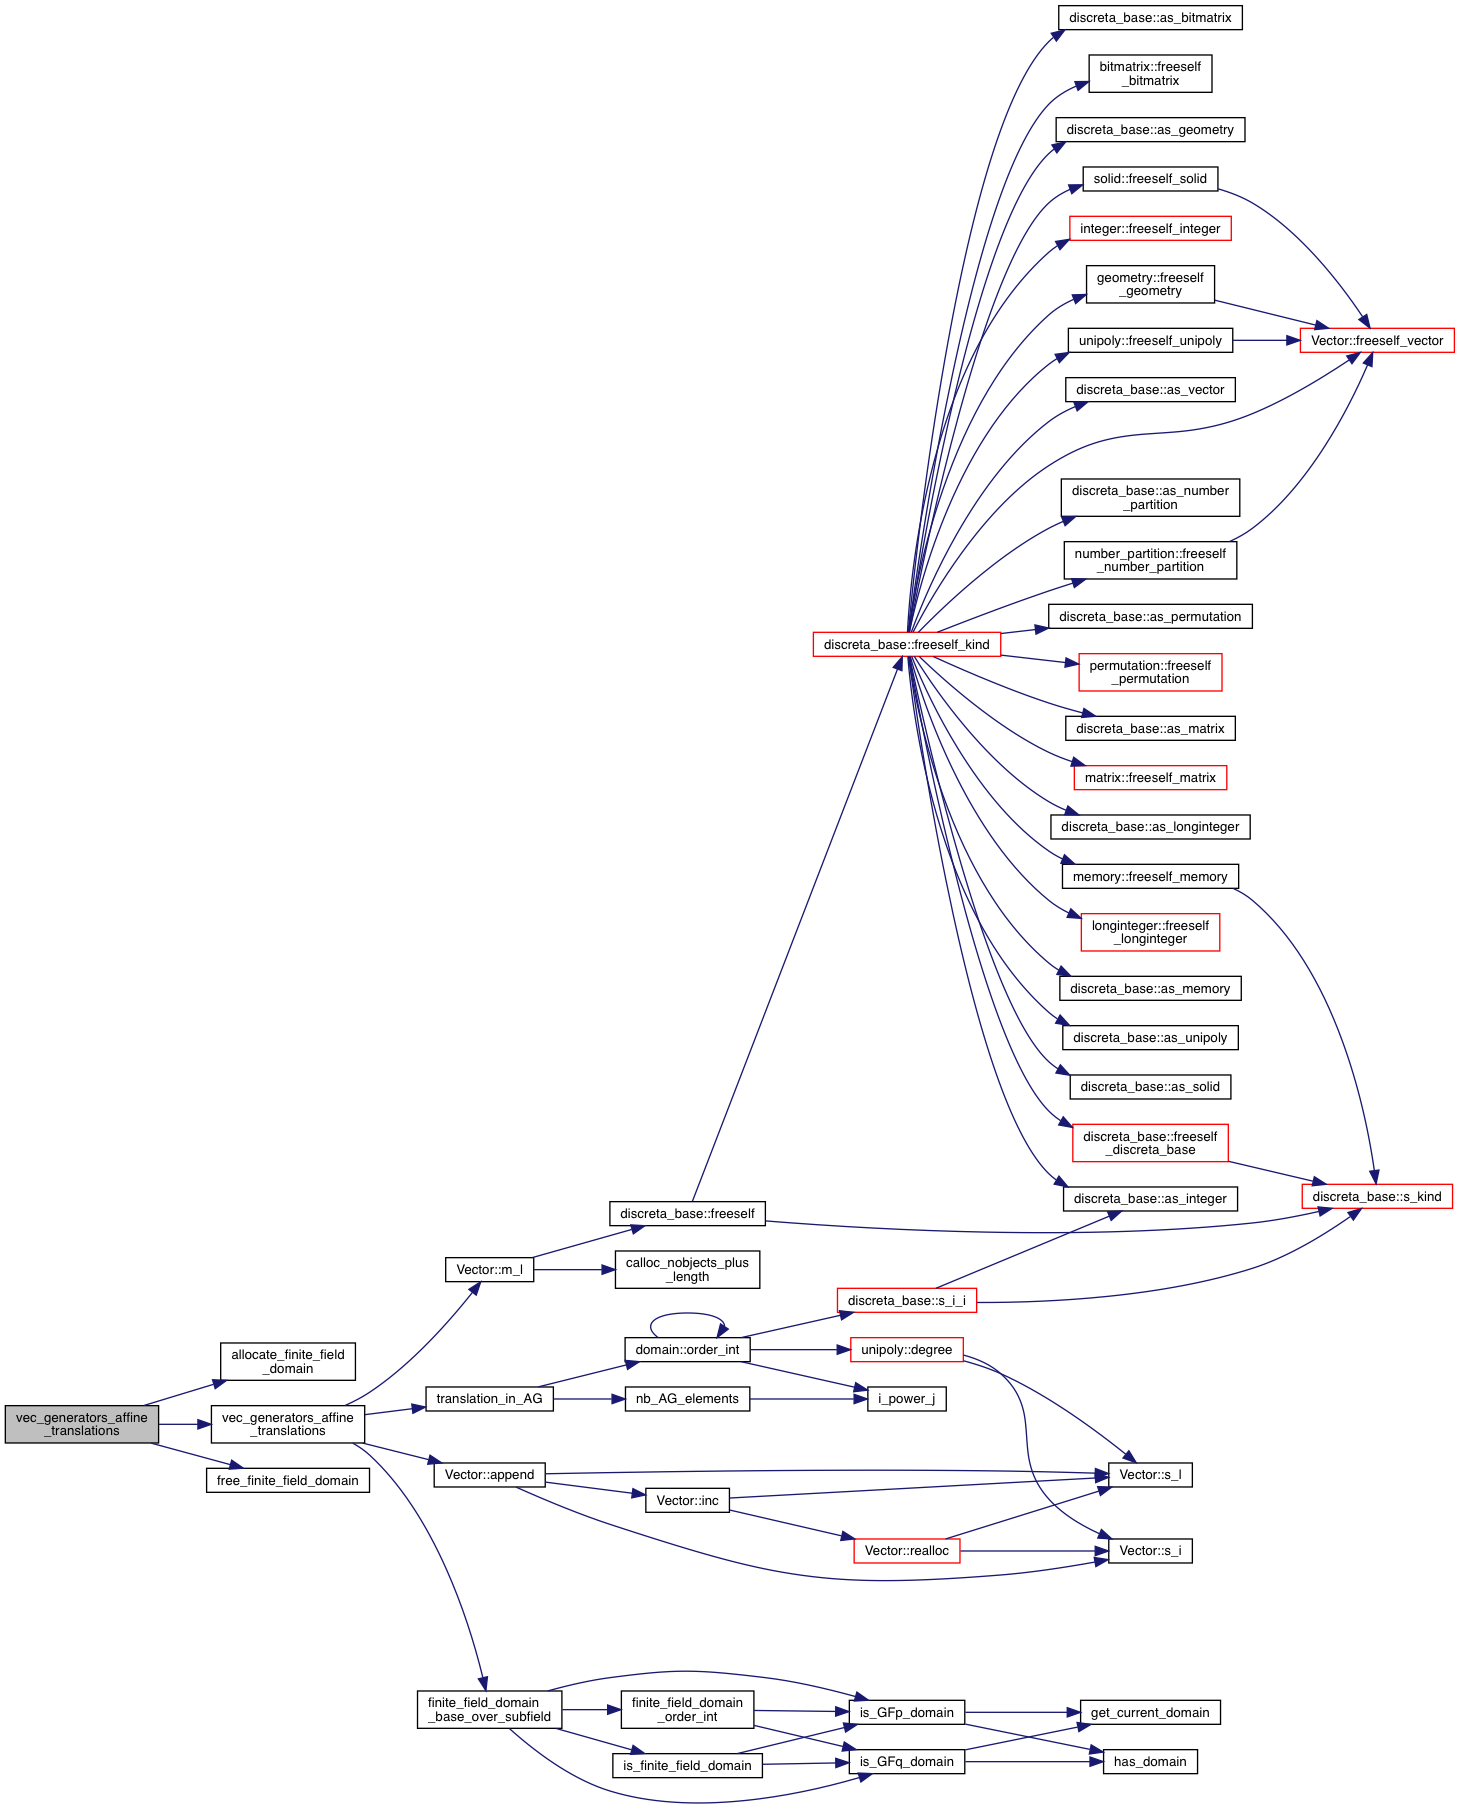 discreta_base::as_bitmatrix
bitmatrix::freeself
_bitmatrix
discreta_base::as_geometry
solid::freeself_solid
integer::freeself_integer
geometry::freeself
_geometry
unipoly::freeself_unipoly
Vector::freeself_vector
discreta_base::as_vector
discreta_base::as_number
_partition
number_partition::freeself
_number_partition
discreta_base::as_permutation
discreta_base::freeself_kind
permutation::freeself
_permutation
discreta_base::as_matrix
matrix::freeself_matrix
discreta_base::as_longinteger
memory::freeself_memory
longinteger::freeself
_longinteger
discreta_base::as_memory
discreta_base::as_unipoly
discreta_base::as_solid
discreta_base::freeself
_discreta_base
discreta_base::as_integer
discreta_base::s_kind
discreta_base::freeself
Vector::m_l
calloc_nobjects_plus
_length
discreta_base::s_i_i
allocate_finite_field
_domain
domain::order_int
unipoly::degree
translation_in_AG
nb_AG_elements
i_power_j
vec_generators_affine
_translations
vec_generators_affine
_translations
free_finite_field_domain
Vector::append
Vector::s_l
Vector::inc
Vector::realloc
Vector::s_i
finite_field_domain
_base_over_subfield
finite_field_domain
_order_int
is_GFp_domain
get_current_domain
is_finite_field_domain
is_GFq_domain
has_domain